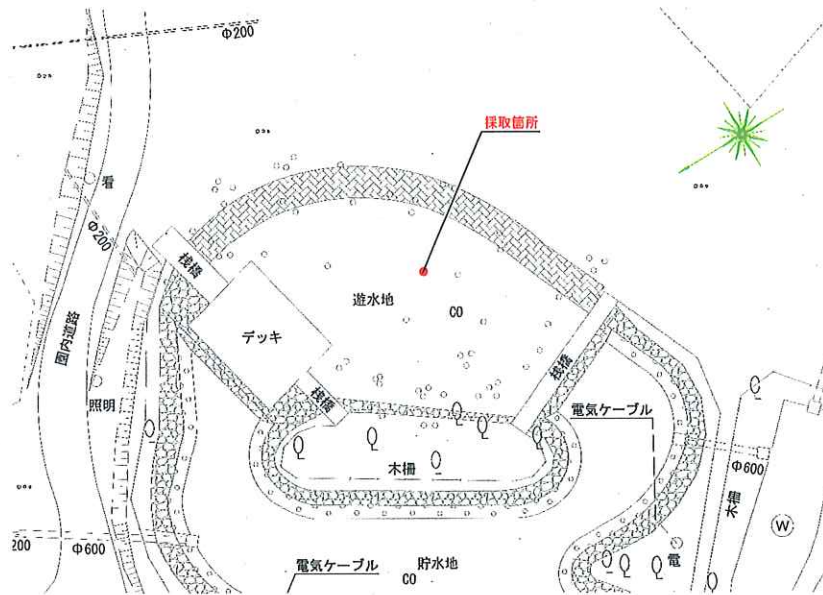 Φ200
採取箇所
看
Φ200
桟橋
遊水地
CO
デッキ
園内道路
桟橋
桟橋
照明
電気ケーブル
木柵
Φ600
水槽
W
200
Φ600
電気ケーブル
貯水地
CO
電